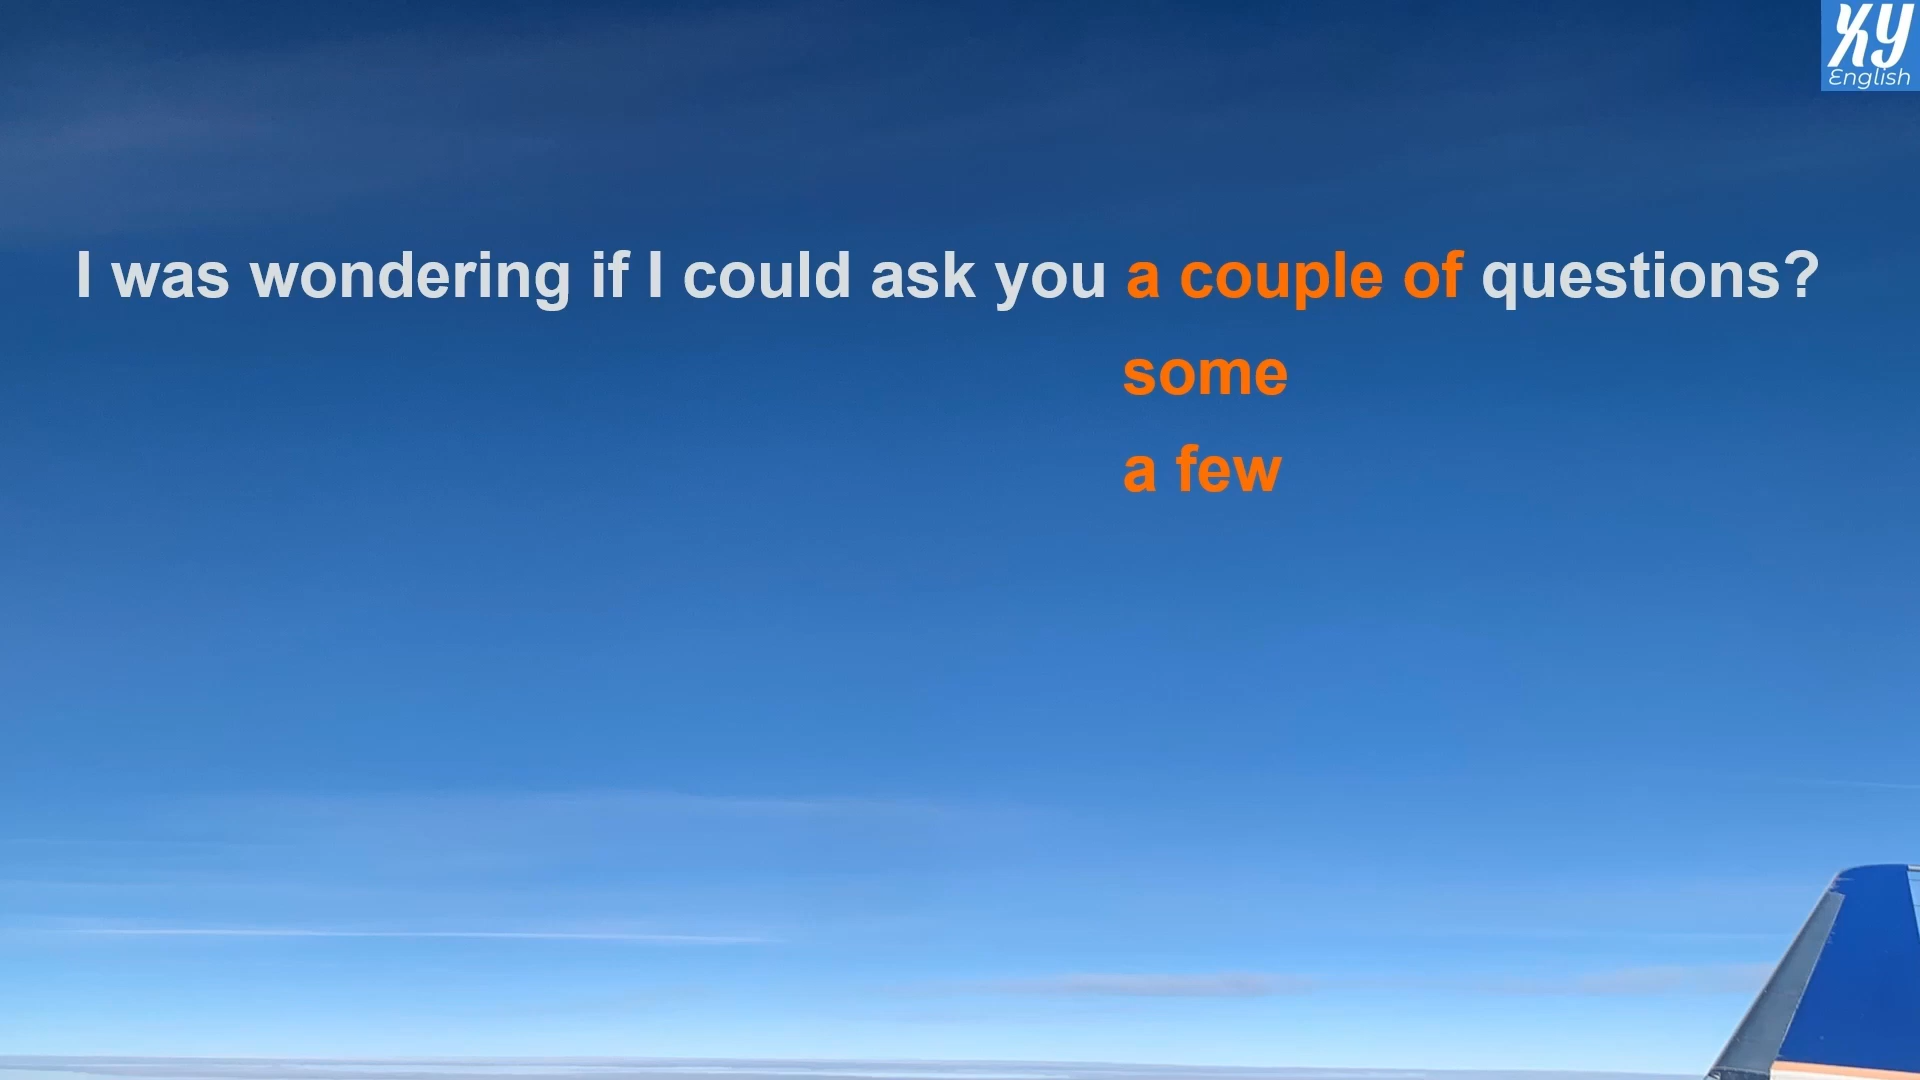 XY
English
I was wondering if I could ask you a couple of questions?
some
a few